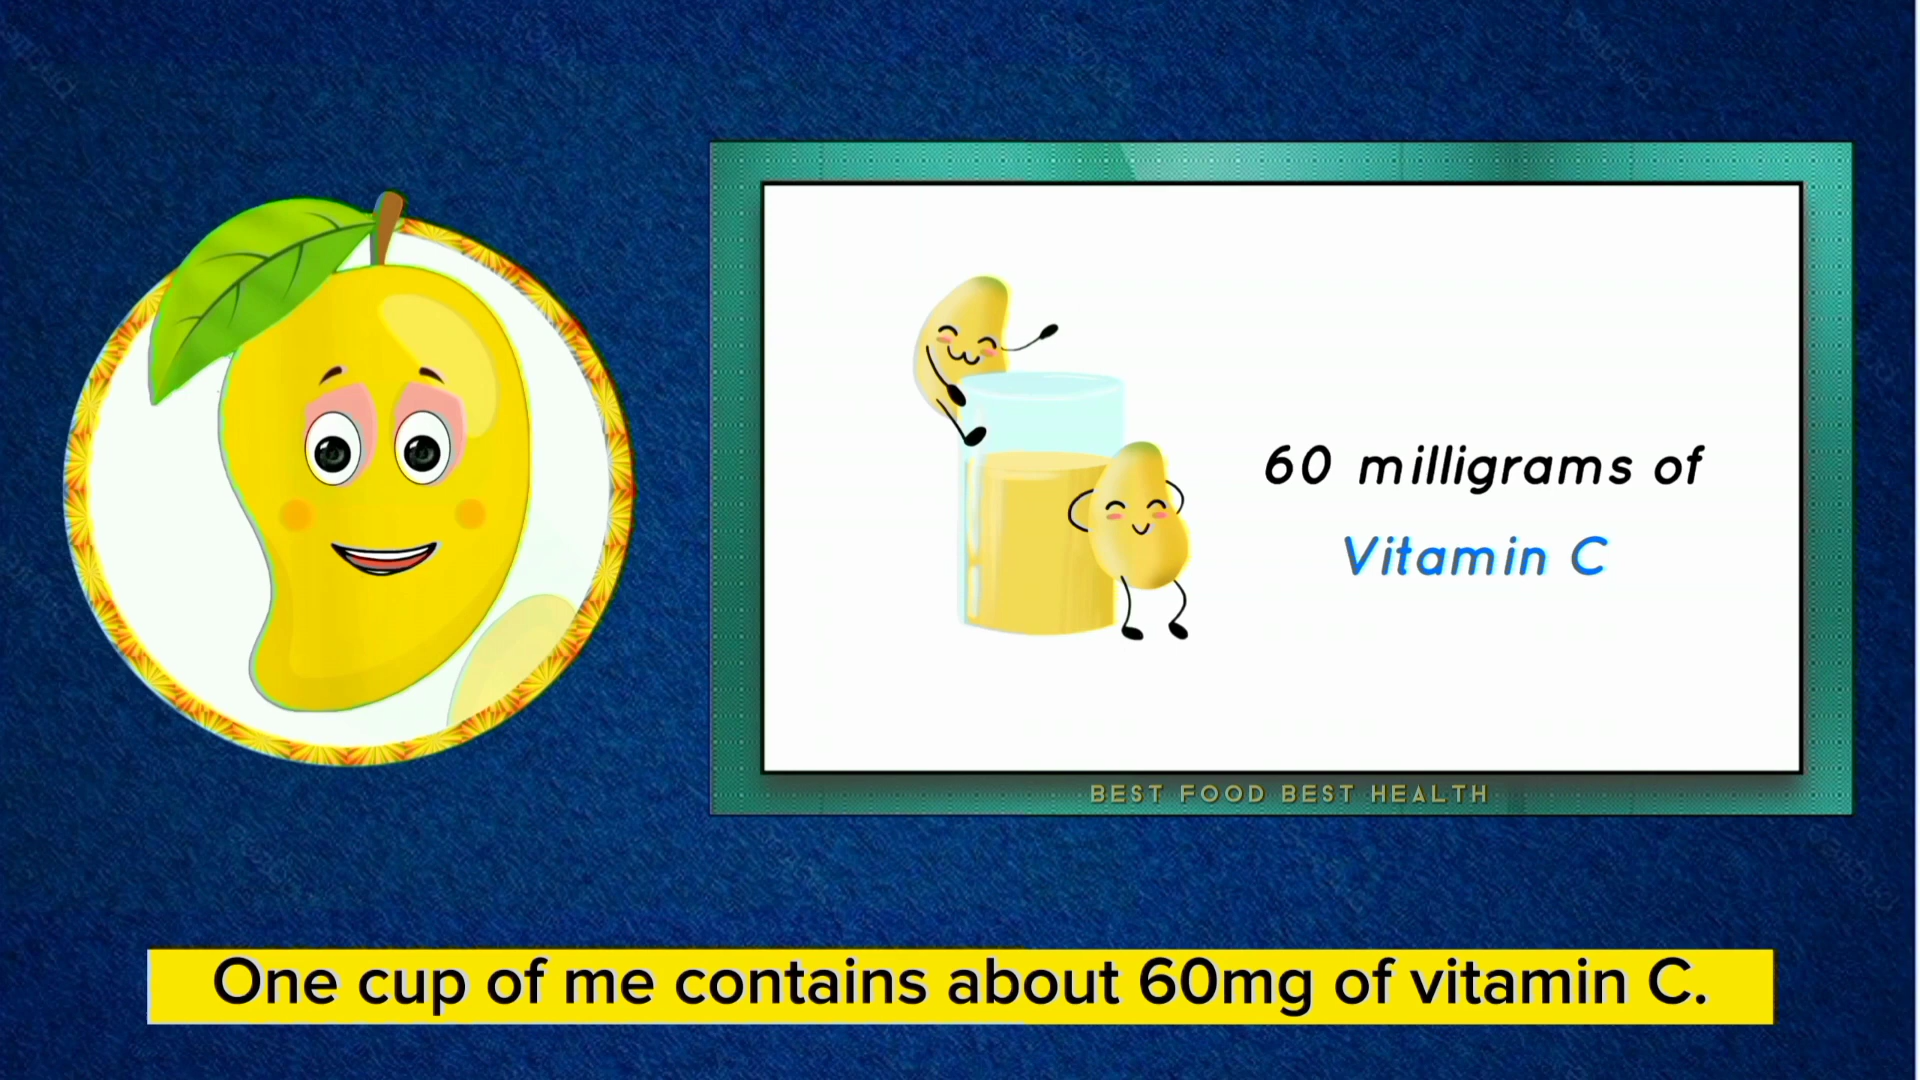 60 milligrams of
Vitamin C
BEST FOOD BEST HEALTH
One cup of me contains about 60mg of vitamin C.